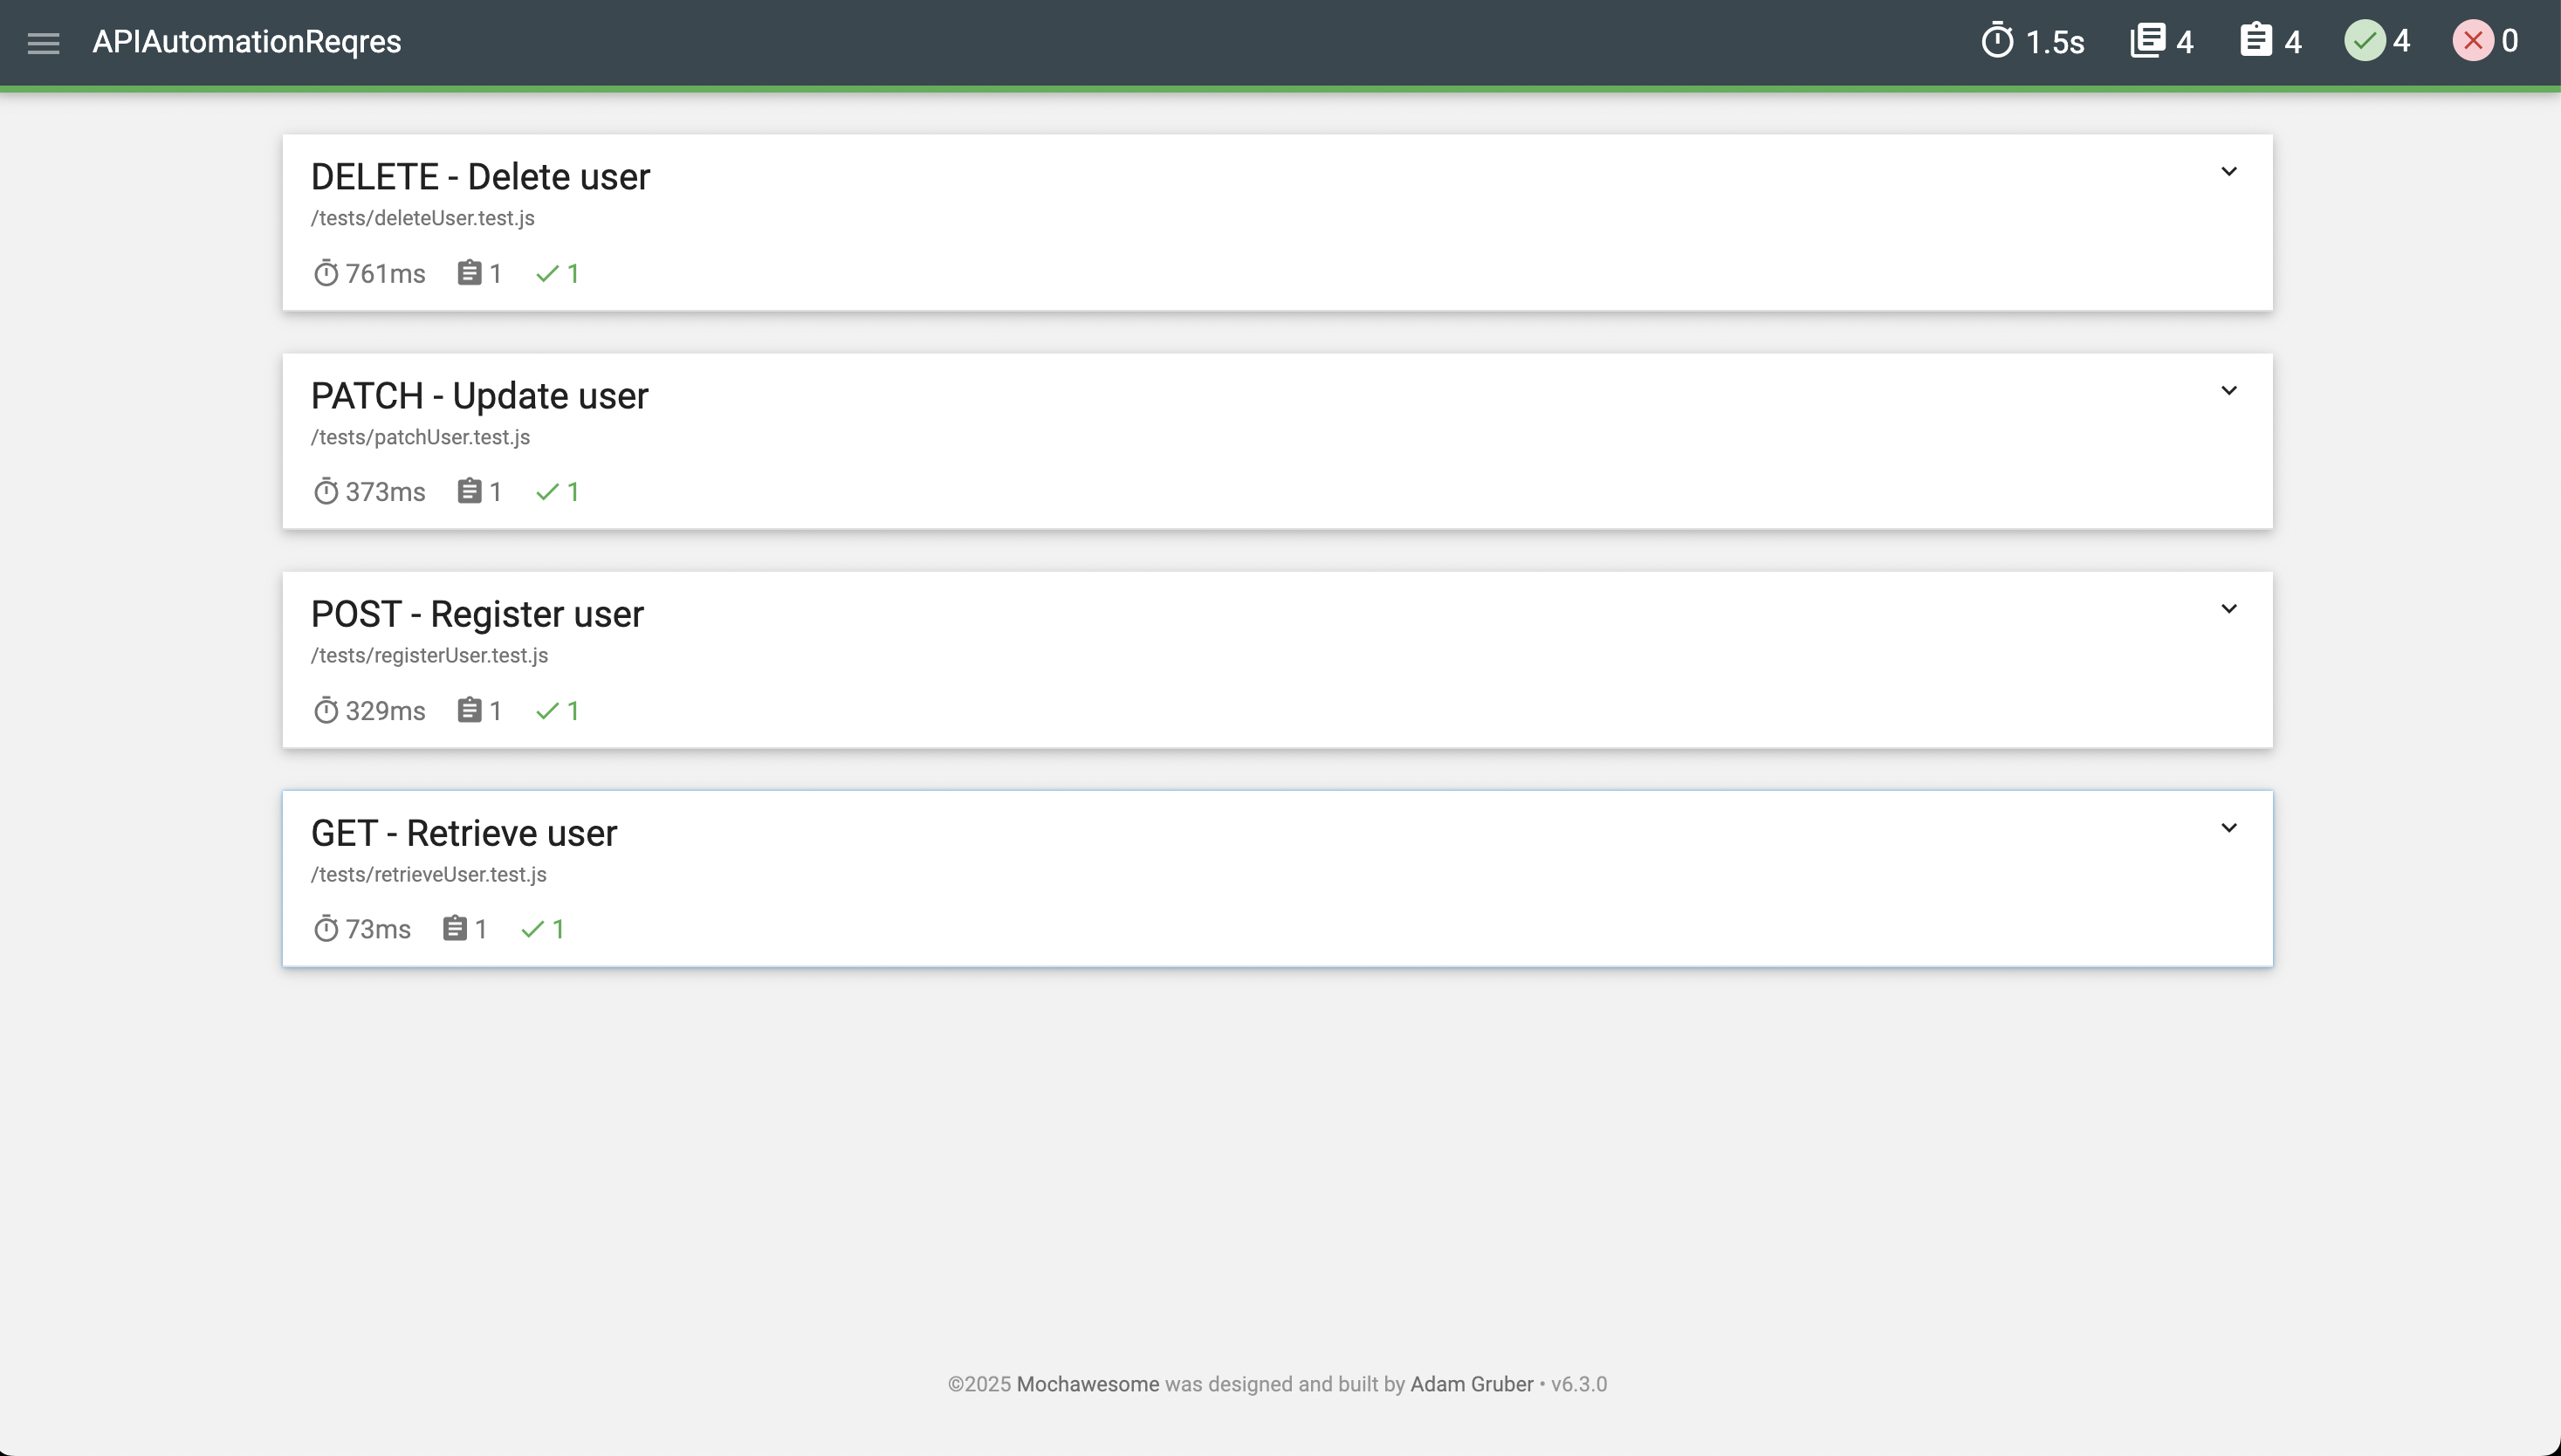 APIAutomationReqres 1.5s 4 4 4 0
DELETE - Delete user
/tests/deleteUser.test.js
761ms 1 1
PATCH - Update user
/tests/patchUser.test.js
373ms 1 1
POST - Register user
/tests/registerUser.test.js
329ms 1 1
GET - Retrieve user
/tests/retrieveUser.test.js
73ms 1 1
©2025 Mochawesome was designed and built by Adam Gruber • v6.3.0